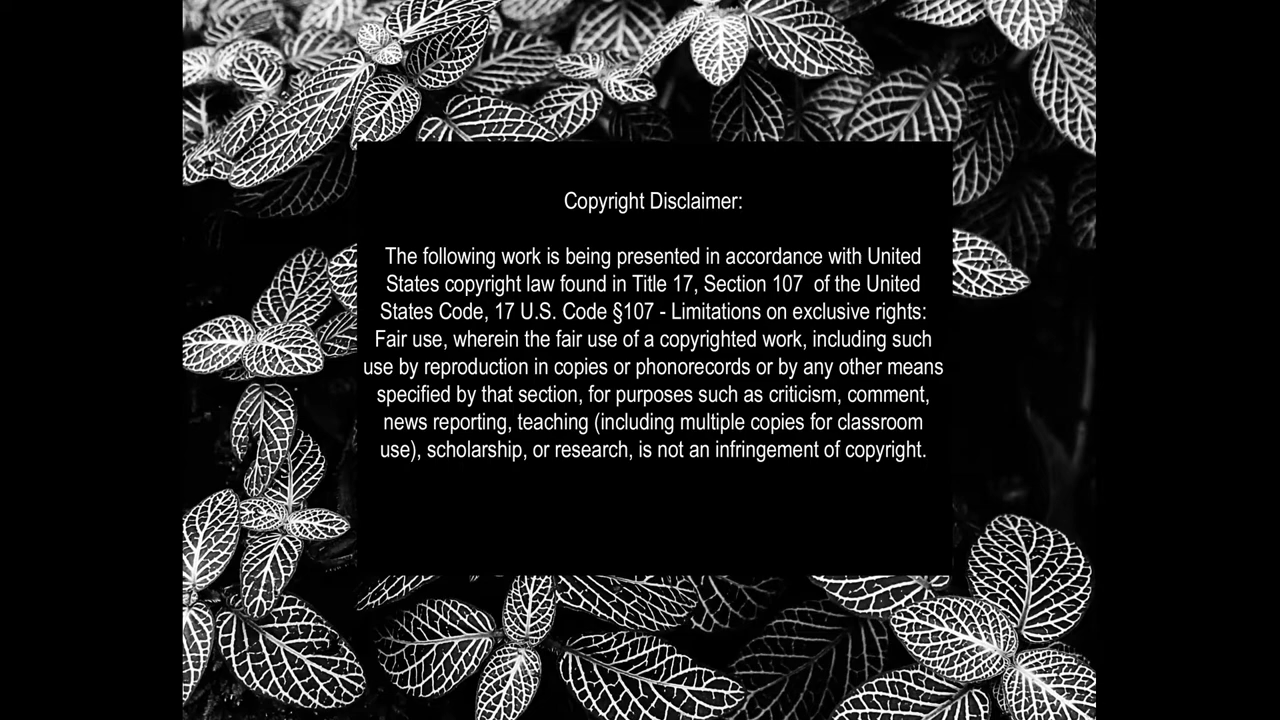 Copyright Disclaimer:
The following work is being presented in accordance with United
States copyright law found in Title 17, Section 107  of the United
States Code, 17 U.S. Code §107 - Limitations on exclusive rights:
Fair use, wherein the fair use of a copyrighted work, including such
use by reproduction in copies or phonorecords or by any other means
specified by that section, for purposes such as criticism, comment,
news reporting, teaching (including multiple copies for classroom
use), scholarship, or research, is not an infringement of copyright.